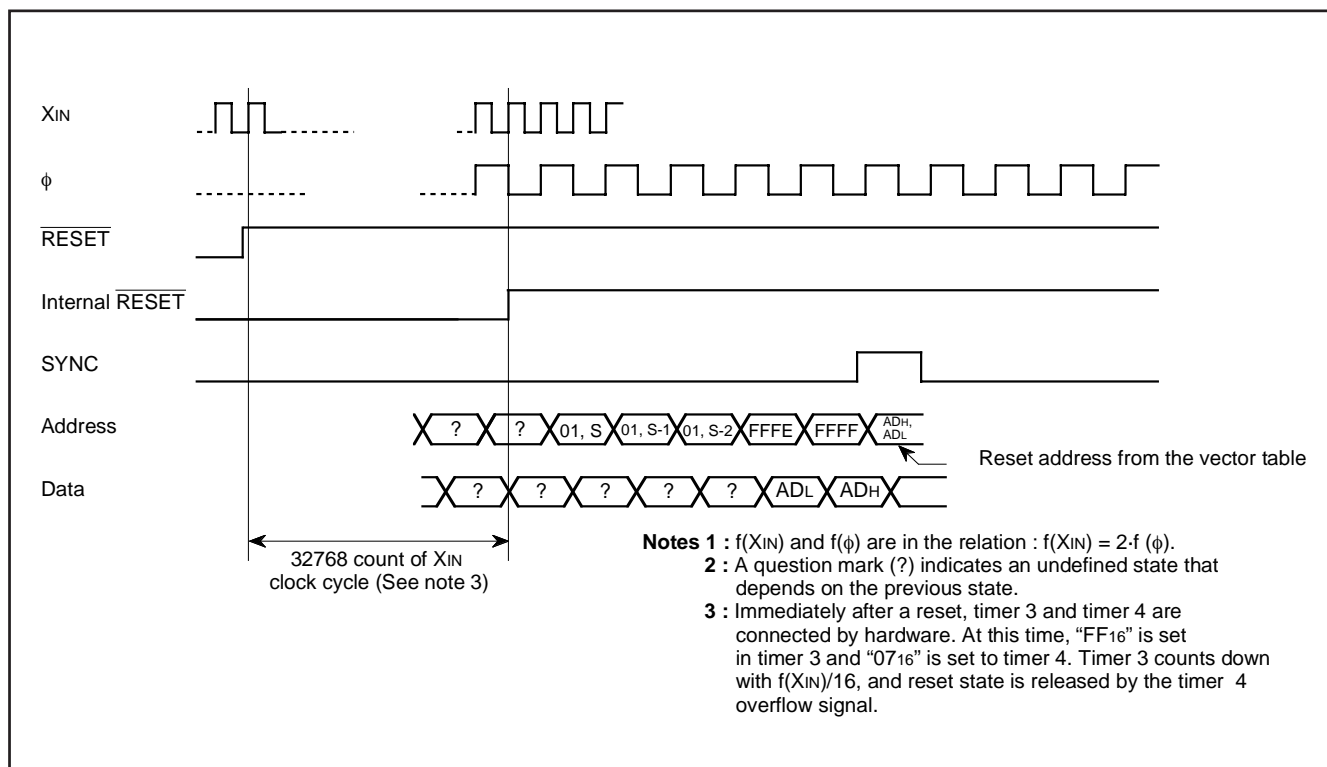 XIN
ϕ
RESET
Internal RESET
SYNC
Address
? ? 01, S 01, S-1 01, S-2 FFFE FFFF ADH,
ADL
Reset address from the vector table
Data
? ? ? ? ? ADL ADH
32768 count of XIN
clock cycle (See note 3)
Notes 1 : f(XIN) and f(ϕ) are in the relation : f(XIN) = 2·f (ϕ).
2 : A question mark (?) indicates an undefined state that
depends on the previous state.
3 : Immediately after a reset, timer 3 and timer 4 are
connected by hardware. At this time, “FF16” is set
in timer 3 and “0716” is set to timer 4. Timer 3 counts down
with f(XIN)/16, and reset state is released by the timer 4
overflow signal.